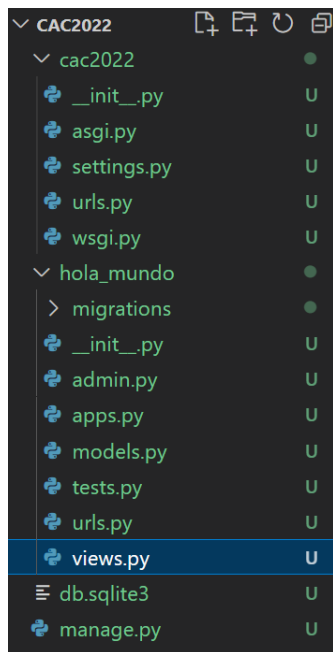 CAC2022
cac2022
__init__.py U
asgi.py U
settings.py U
urls.py U
wsgi.py U
hola_mundo
migrations
__init__.py U
admin.py U
apps.py U
models.py U
tests.py U
urls.py U
views.py U
db.sqlite3 U
manage.py U